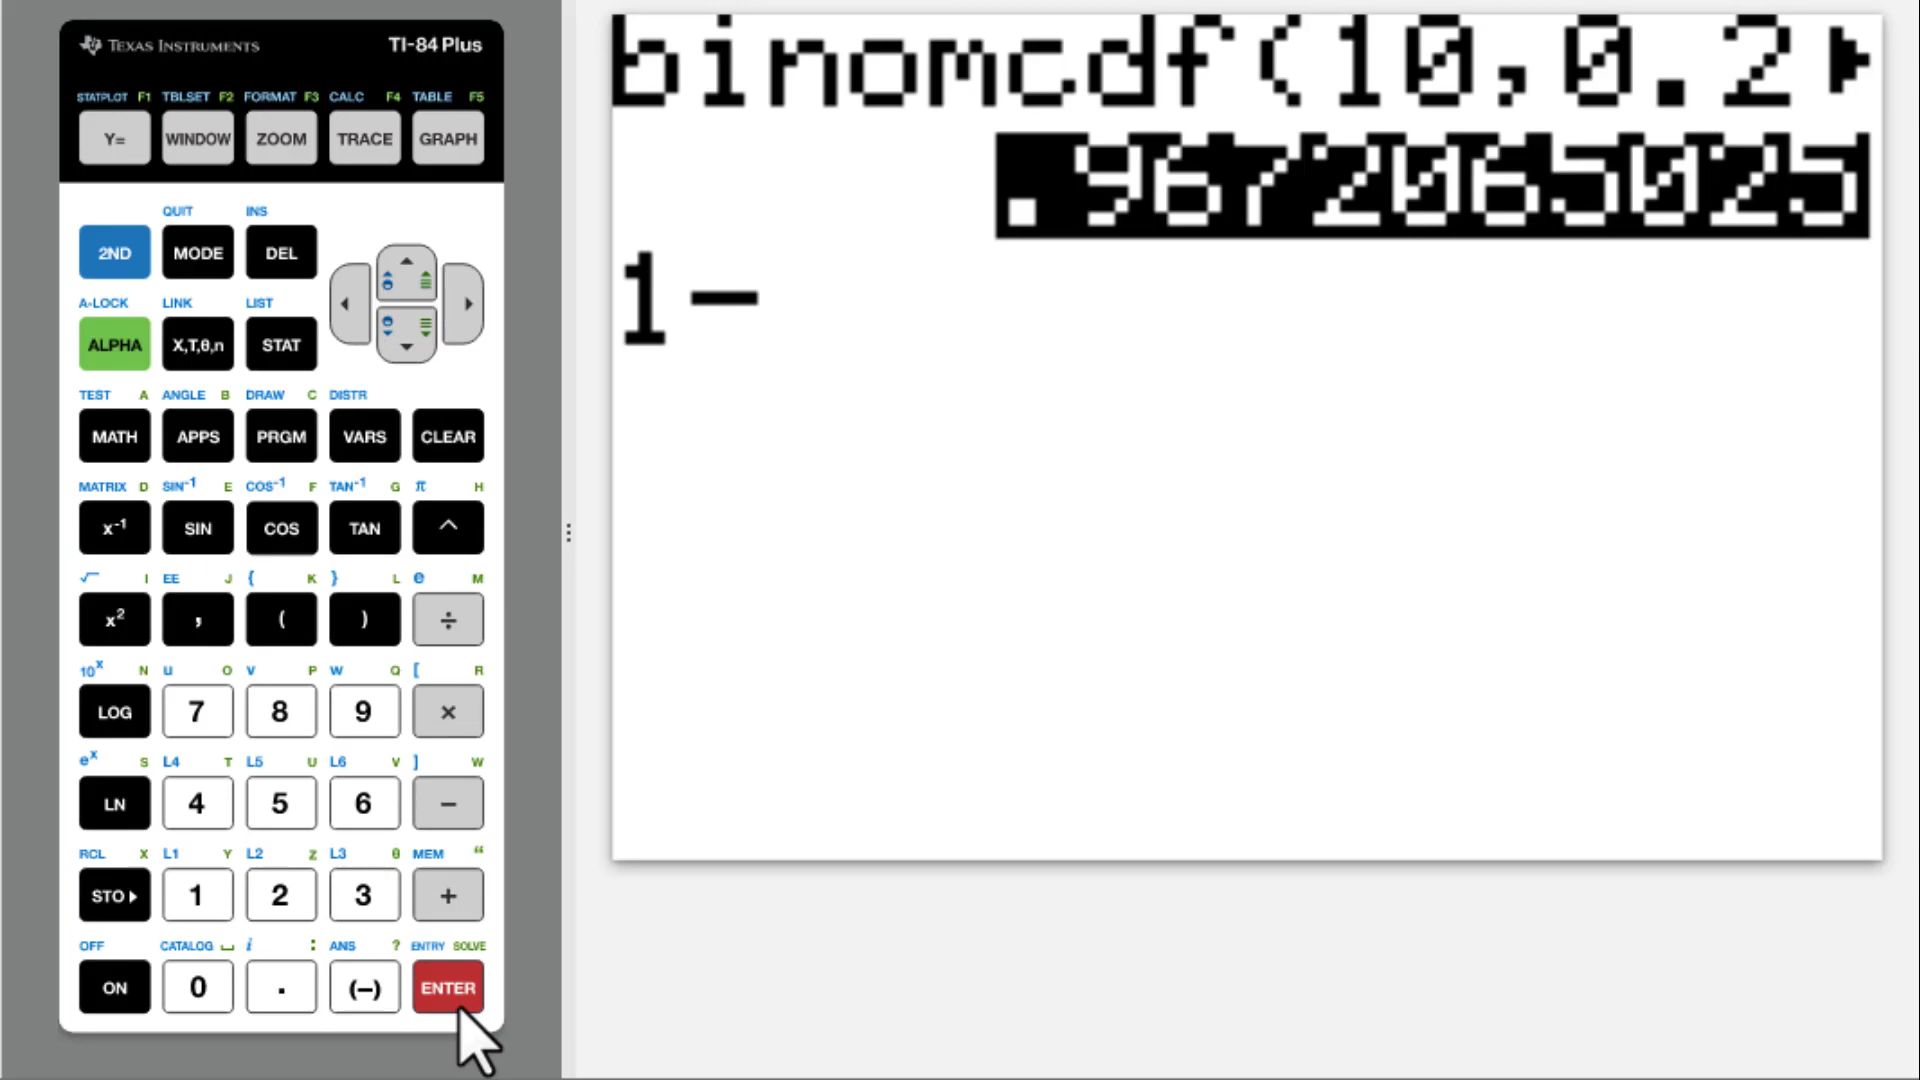 TEXAS INSTRUMENTS TI-84 Plus
STATPLOT F1 TBLSET F2 FORMAT F3 CALC F4 TABLE F5
Y= WINDOW ZOOM TRACE GRAPH
QUIT INS
2ND MODE DEL
A-LOCK LINK LIST
ALPHA X,T,θ,n STAT
TEST A ANGLE B DRAW C DISTR
MATH APPS PRGM VARS CLEAR
MATRIX D SIN⁻¹ E COS⁻¹ F TAN⁻¹ G π H
x⁻¹ SIN COS TAN ^
√ I EE J { K } L e M
x² , ( ) ÷
10ˣ N u O v P w Q [ R
LOG 7 8 9 ×
eˣ S L4 T L5 U L6 V ] W
LN 4 5 6 −
RCL X L1 Y L2 Z L3 θ MEM “
STO▸ 1 2 3 +
OFF CATALOG ⎵ i : ANS ? ENTRY SOLVE
ON 0 . (−) ENTER
binomcdf(10,0.2▸
.9672065025
1−